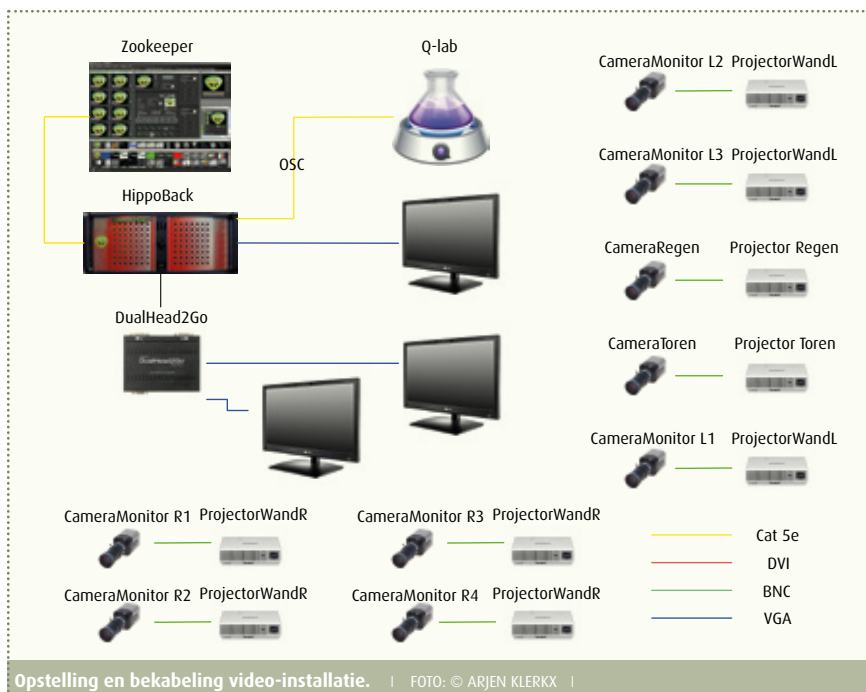 Zookeeper
Q-lab
OSC
HippoBack
DualHead2Go
CameraMonitor L2 ProjectorWandL
CameraMonitor L3 ProjectorWandL
CameraRegen Projector Regen
CameraToren Projector Toren
CameraMonitor L1 ProjectorWandL
CameraMonitor R1 ProjectorWandR
CameraMonitor R3 ProjectorWandR
CameraMonitor R2 ProjectorWandR
CameraMonitor R4 ProjectorWandR
Cat 5e
DVI
BNC
VGA
Opstelling en bekabeling video-installatie. | FOTO: © ARJEN KLERKX |